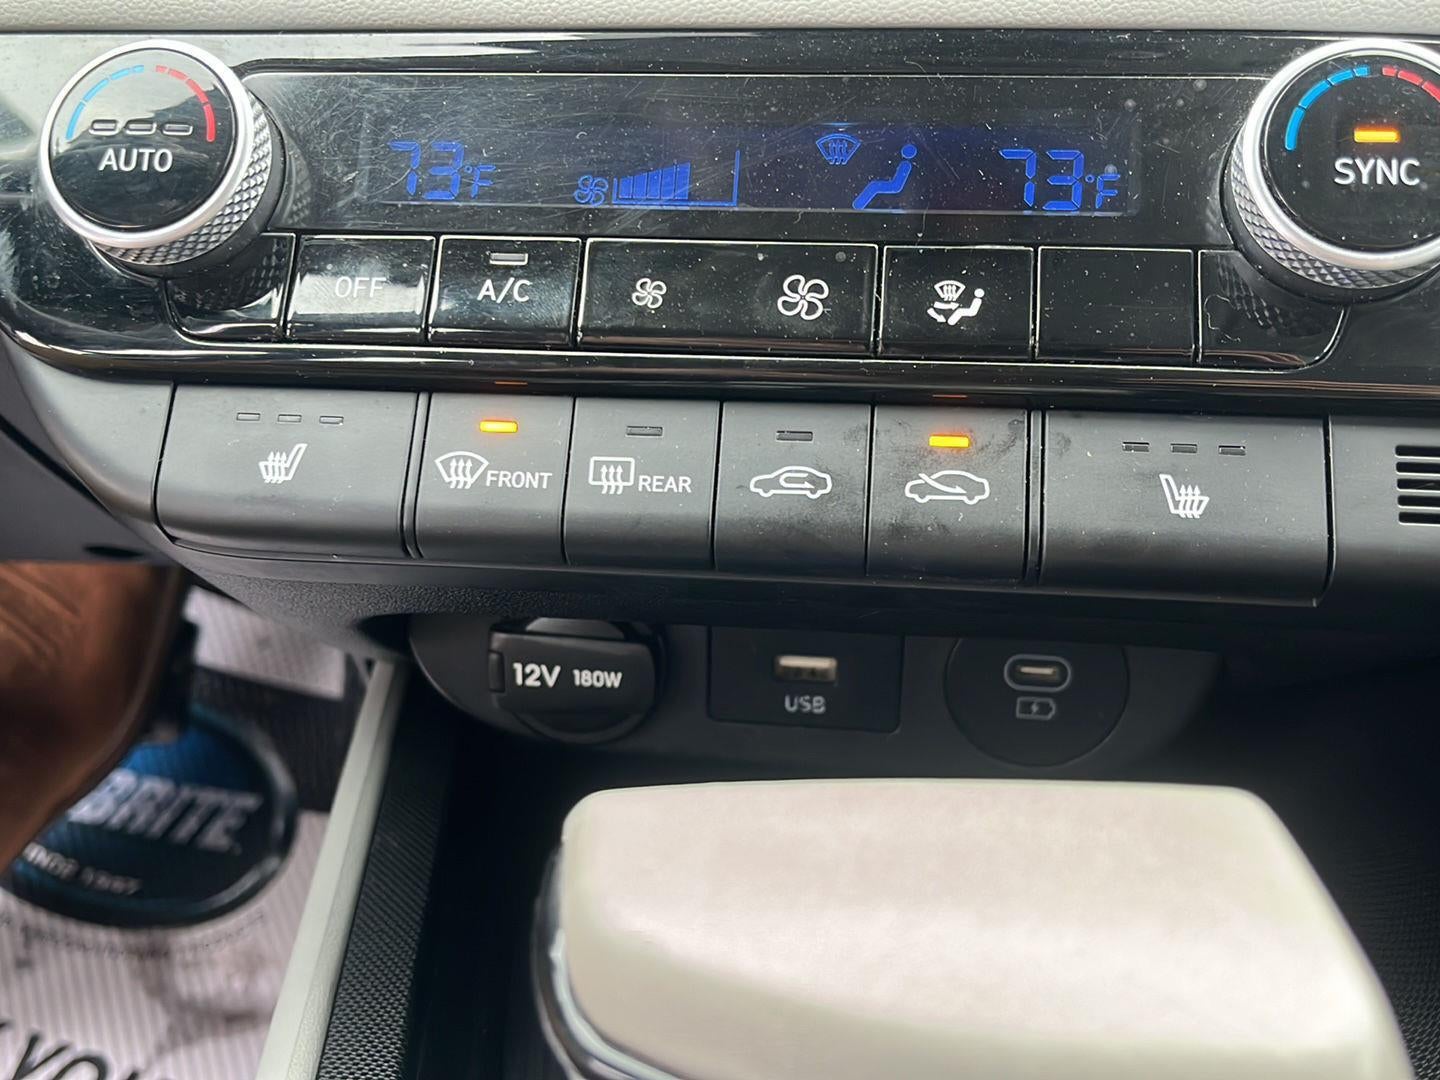 AUTO
73°F
73°F
SYNC
OFF
A/C
FRONT
REAR
12V 180W
USB
BRITE